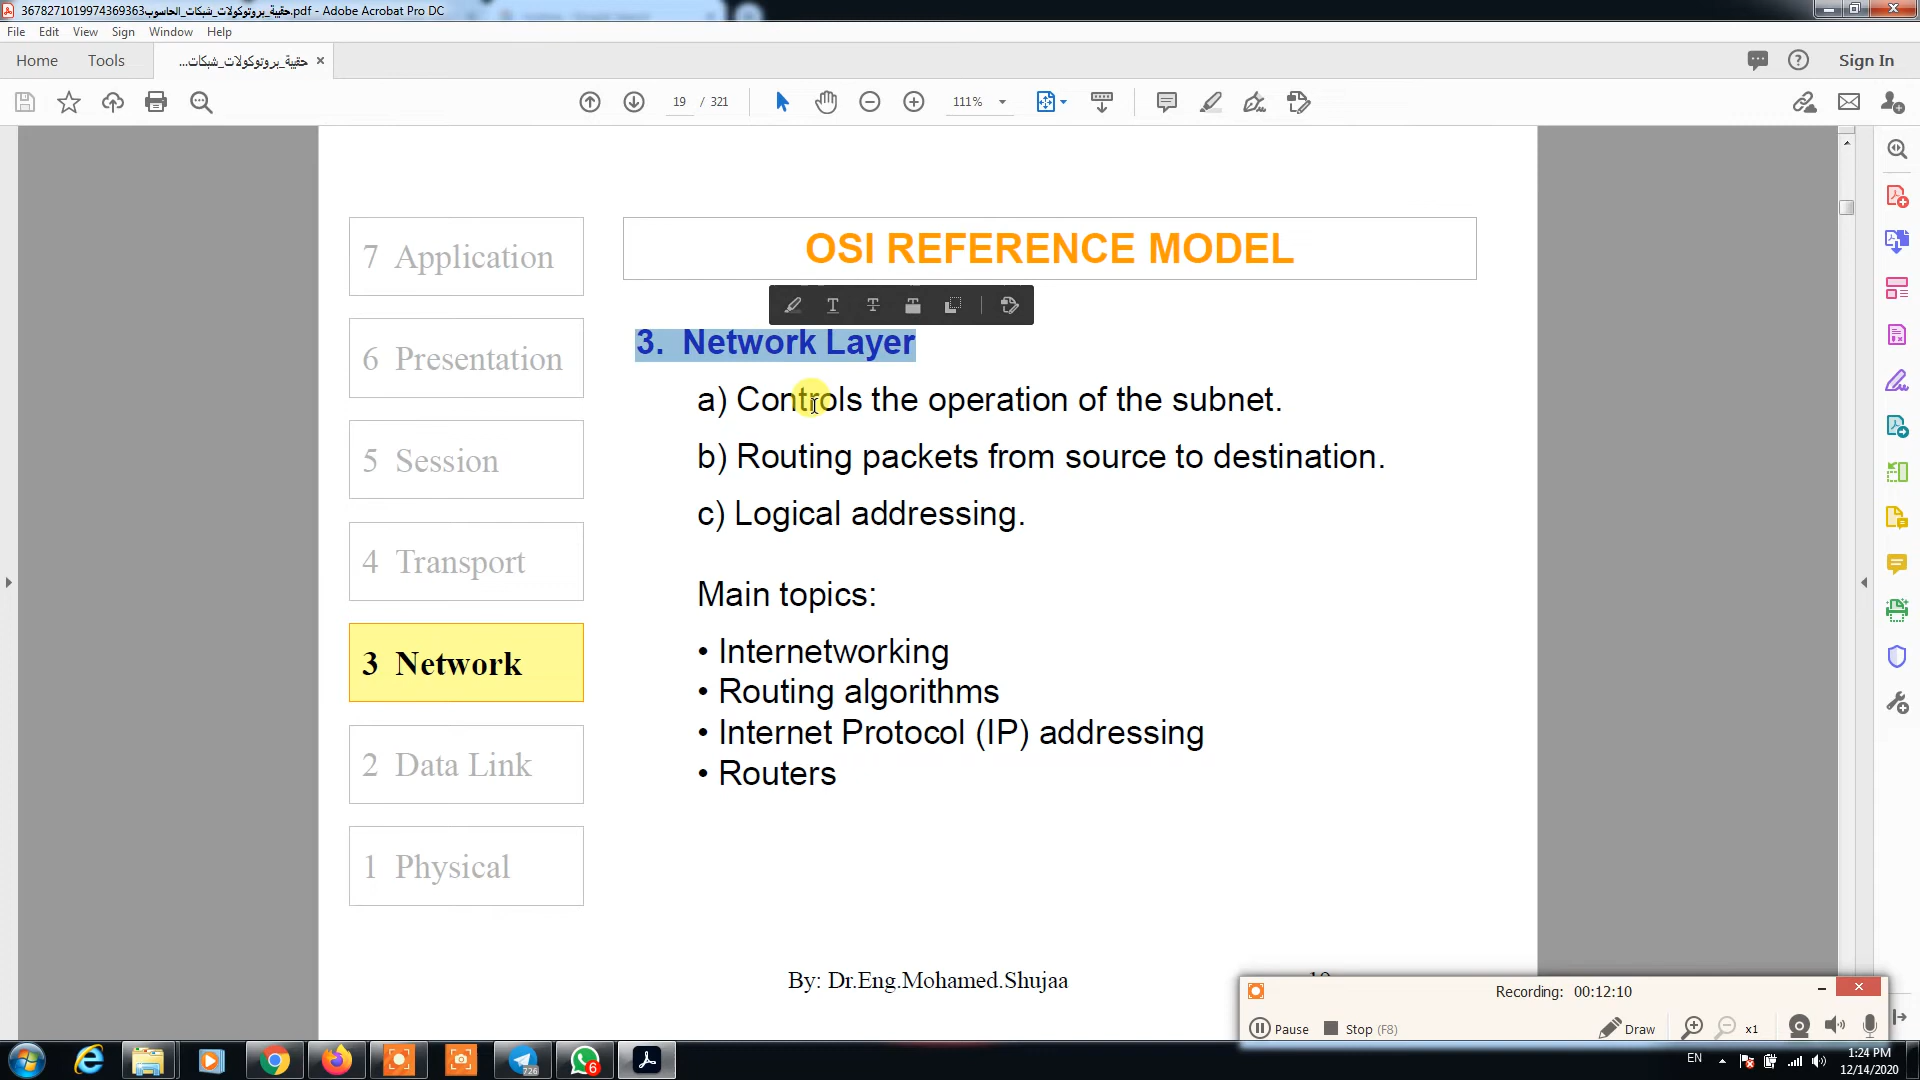 3678271019974369363حقيبة_بروتوكولات_شبكات_الحاسوب.pdf - Adobe Acrobat Pro DC
File Edit View Sign Window Help
Home Tools ...حقيبة_بروتوكولات_شبكات ×
Sign In
19 / 321
111%
7 Application
6 Presentation
5 Session
4 Transport
3 Network
2 Data Link
1 Physical
OSI REFERENCE MODEL
3. Network Layer
a) Controls the operation of the subnet.
b) Routing packets from source to destination.
c) Logical addressing.
Main topics:
• Internetworking
• Routing algorithms
• Internet Protocol (IP) addressing
• Routers
By: Dr.Eng.Mohamed.Shujaa
Recording: 00:12:10
Pause Stop (F8) Draw x1
726
6
EN
1:24 PM
12/14/2020